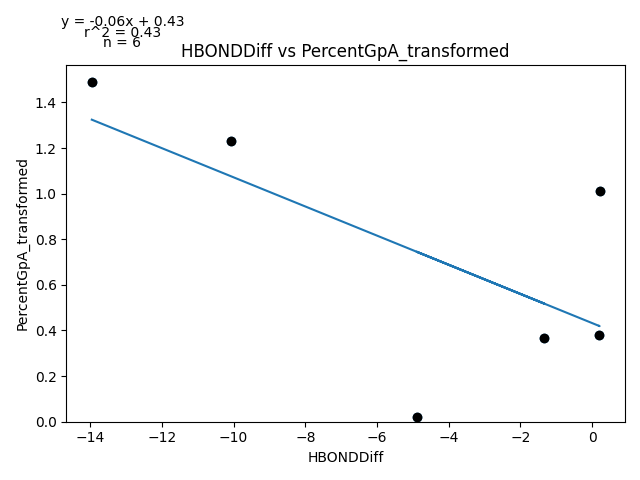 y = -0.06x + 0.43
r^2 = 0.43
n = 6
HBONDDiff vs PercentGpA_transformed
PercentGpA_transformed
1.4
1.2
1.0
0.8
0.6
0.4
0.2
0.0
−14
−12
−10
−8
−6
−4
−2
0
HBONDDiff